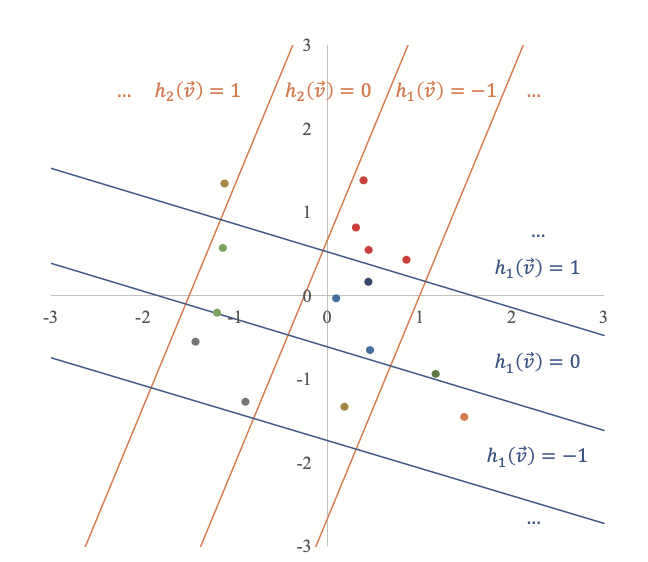 3
... h₂(v⃗) = 1 h₂(v⃗) = 0 h₁(v⃗) = −1 ...
2
1
...
h₁(v⃗) = 1
0
-3 -2 -1 0 1 2 3
h₁(v⃗) = 0
-1
h₁(v⃗) = −1
-2
...
-3